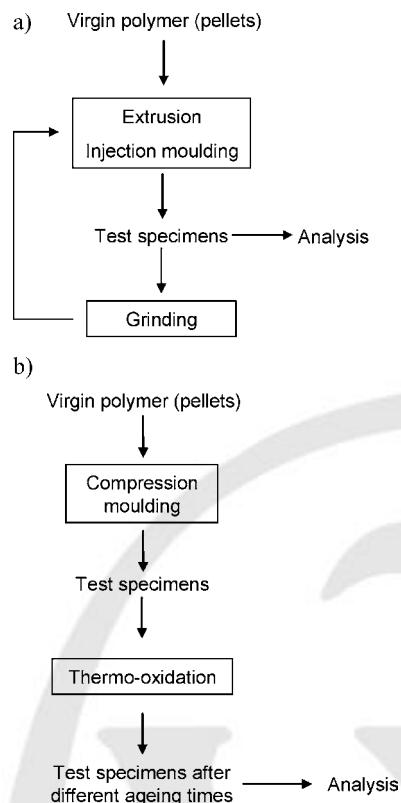 a)
Virgin polymer (pellets)
Extrusion
Injection moulding
Test specimens
Analysis
Grinding
b)
Virgin polymer (pellets)
Compression
moulding
Test specimens
Thermo-oxidation
Test specimens after
different ageing times
Analysis